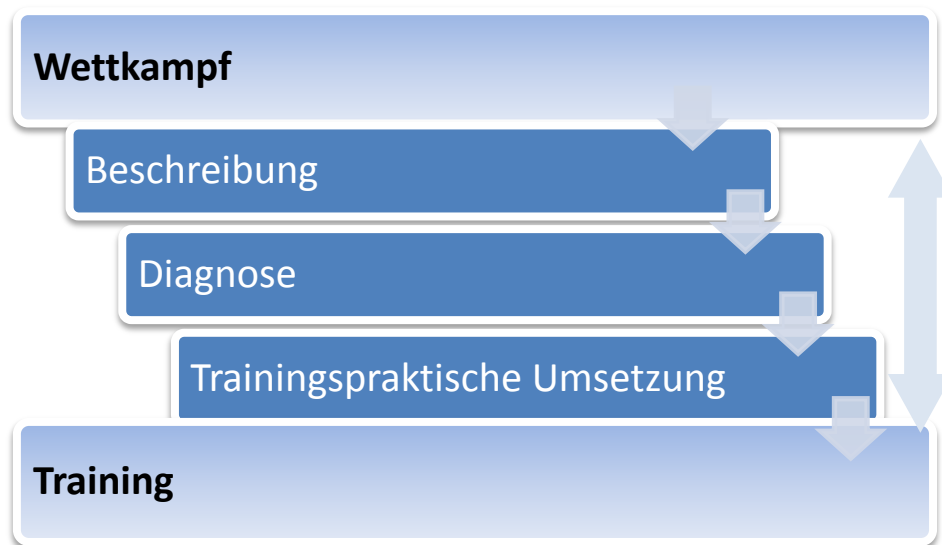 Wettkampf
Beschreibung
Diagnose
Trainingspraktische Umsetzung
Training